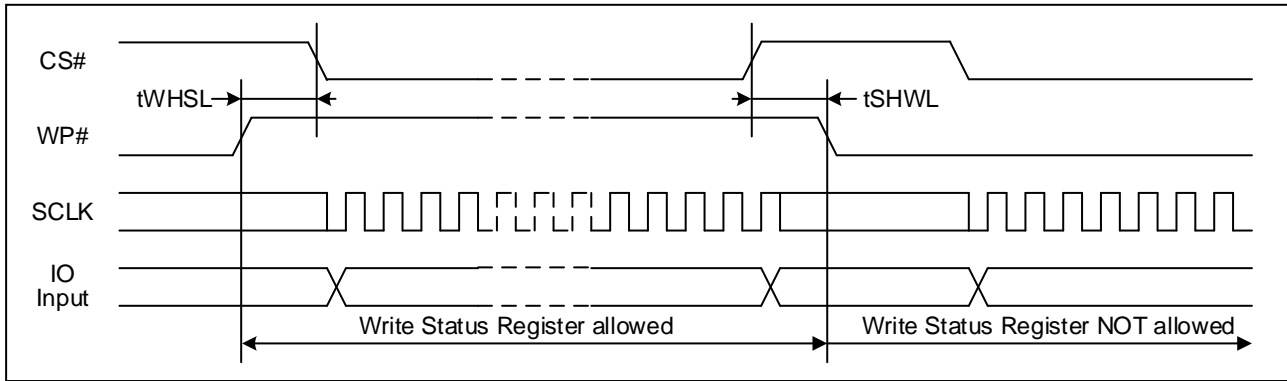 CS#
tWHSL
tSHWL
WP#
SCLK
IO
Input
Write Status Register allowed
Write Status Register NOT allowed